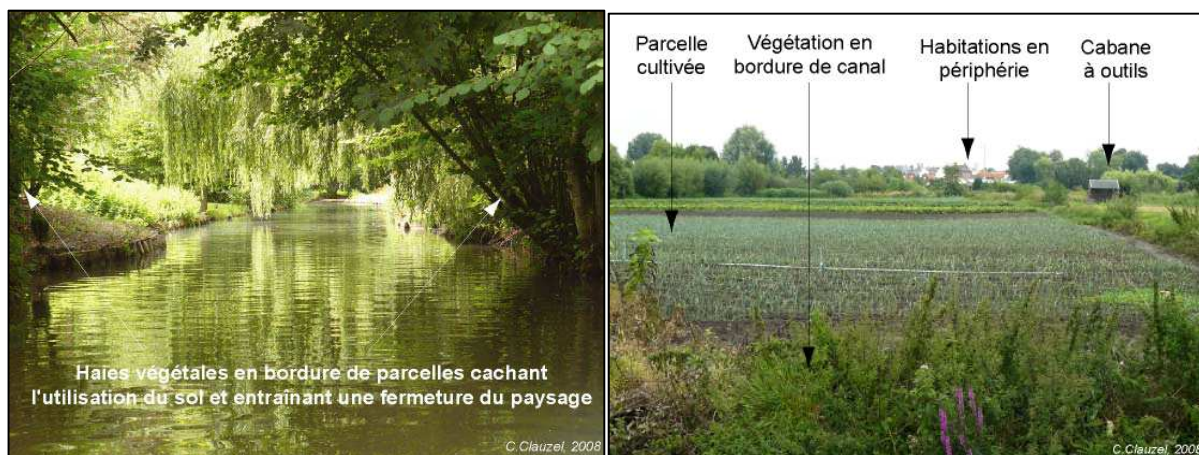 Haies végétales en bordure de parcelles cachant
l'utilisation du sol et entraînant une fermeture du paysage
C.Clauzel, 2008
Parcelle
cultivée
Végétation en
bordure de canal
Habitations en
périphérie
Cabane
à outils
C.Clauzel, 2008